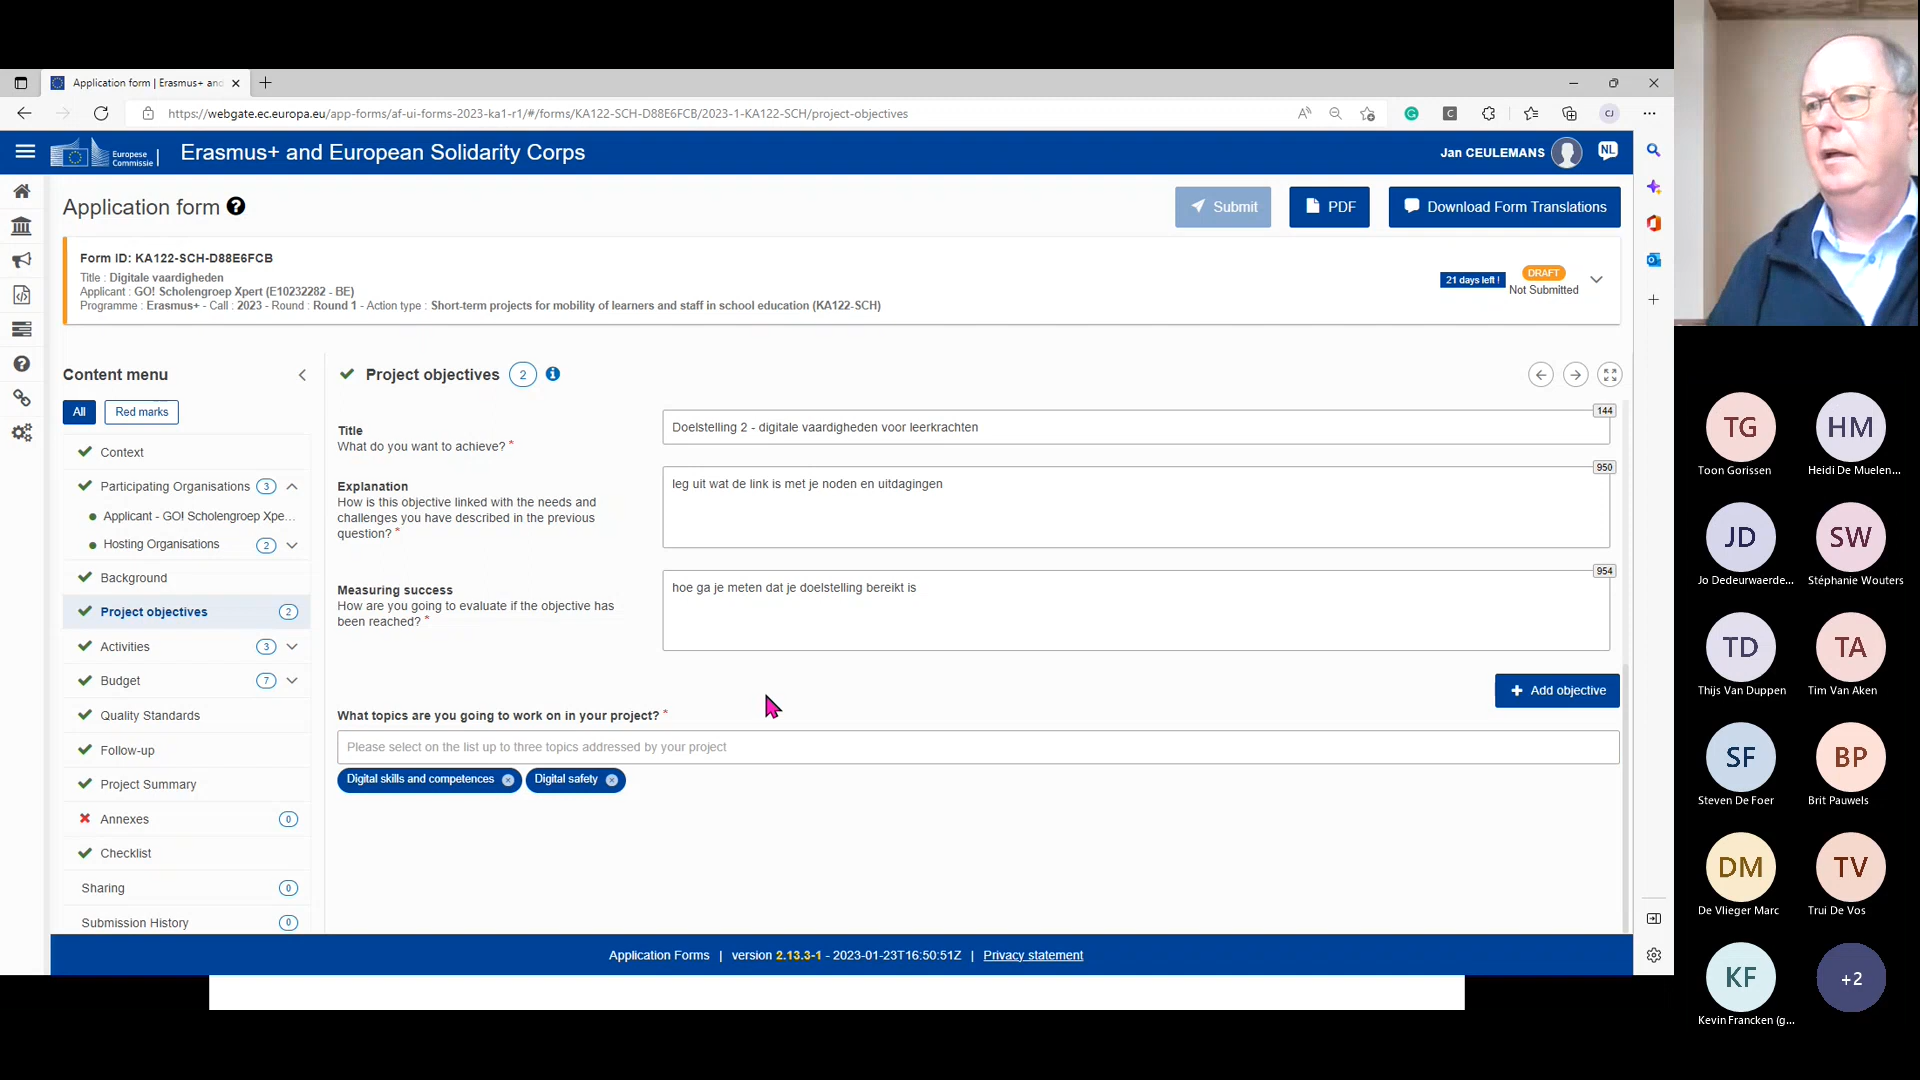 Application form | Erasmus+ and
https://webgate.ec.europa.eu/app-forms/af-ui-forms-2023-ka1-r1/#/forms/KA122-SCH-D88E6FCB/2023-1-KA122-SCH/project-objectives
CJ
Europese
Commissie
Erasmus+ and European Solidarity Corps
Jan CEULEMANS
NL
Application form
Submit
PDF
Download Form Translations
Form ID: KA122-SCH-D88E6FCB
Title : Digitale vaardigheden
Applicant : GO! Scholengroep Xpert (E10232282 - BE)
Programme : Erasmus+ - Call : 2023 - Round : Round 1 - Action type : Short-term projects for mobility of learners and staff in school education (KA122-SCH)
21 days left !
DRAFT
Not Submitted
Content menu
All
Red marks
Context
Participating Organisations 3
Applicant - GO! Scholengroep Xpe...
Hosting Organisations 2
Background
Project objectives 2
Activities 3
Budget 7
Quality Standards
Follow-up
Project Summary
Annexes 0
Checklist
Sharing 0
Submission History 0
Project objectives 2
Title
What do you want to achieve? *
144
Doelstelling 2 - digitale vaardigheden voor leerkrachten
Explanation
How is this objective linked with the needs and
challenges you have described in the previous
question? *
950
leg uit wat de link is met je noden en uitdagingen
Measuring success
How are you going to evaluate if the objective has
been reached? *
954
hoe ga je meten dat je doelstelling bereikt is
+ Add objective
What topics are you going to work on in your project? *
Please select on the list up to three topics addressed by your project
Digital skills and competences
Digital safety
Application Forms | version 2.13.3-1 - 2023-01-23T16:50:51Z | Privacy statement
TG
Toon Gorissen
HM
Heidi De Muelen...
JD
Jo Dedeurwaerde...
SW
Stéphanie Wouters
TD
Thijs Van Duppen
TA
Tim Van Aken
SF
Steven De Foer
BP
Brit Pauwels
DM
De Vlieger Marc
TV
Trui De Vos
KF
Kevin Francken (g...
+2